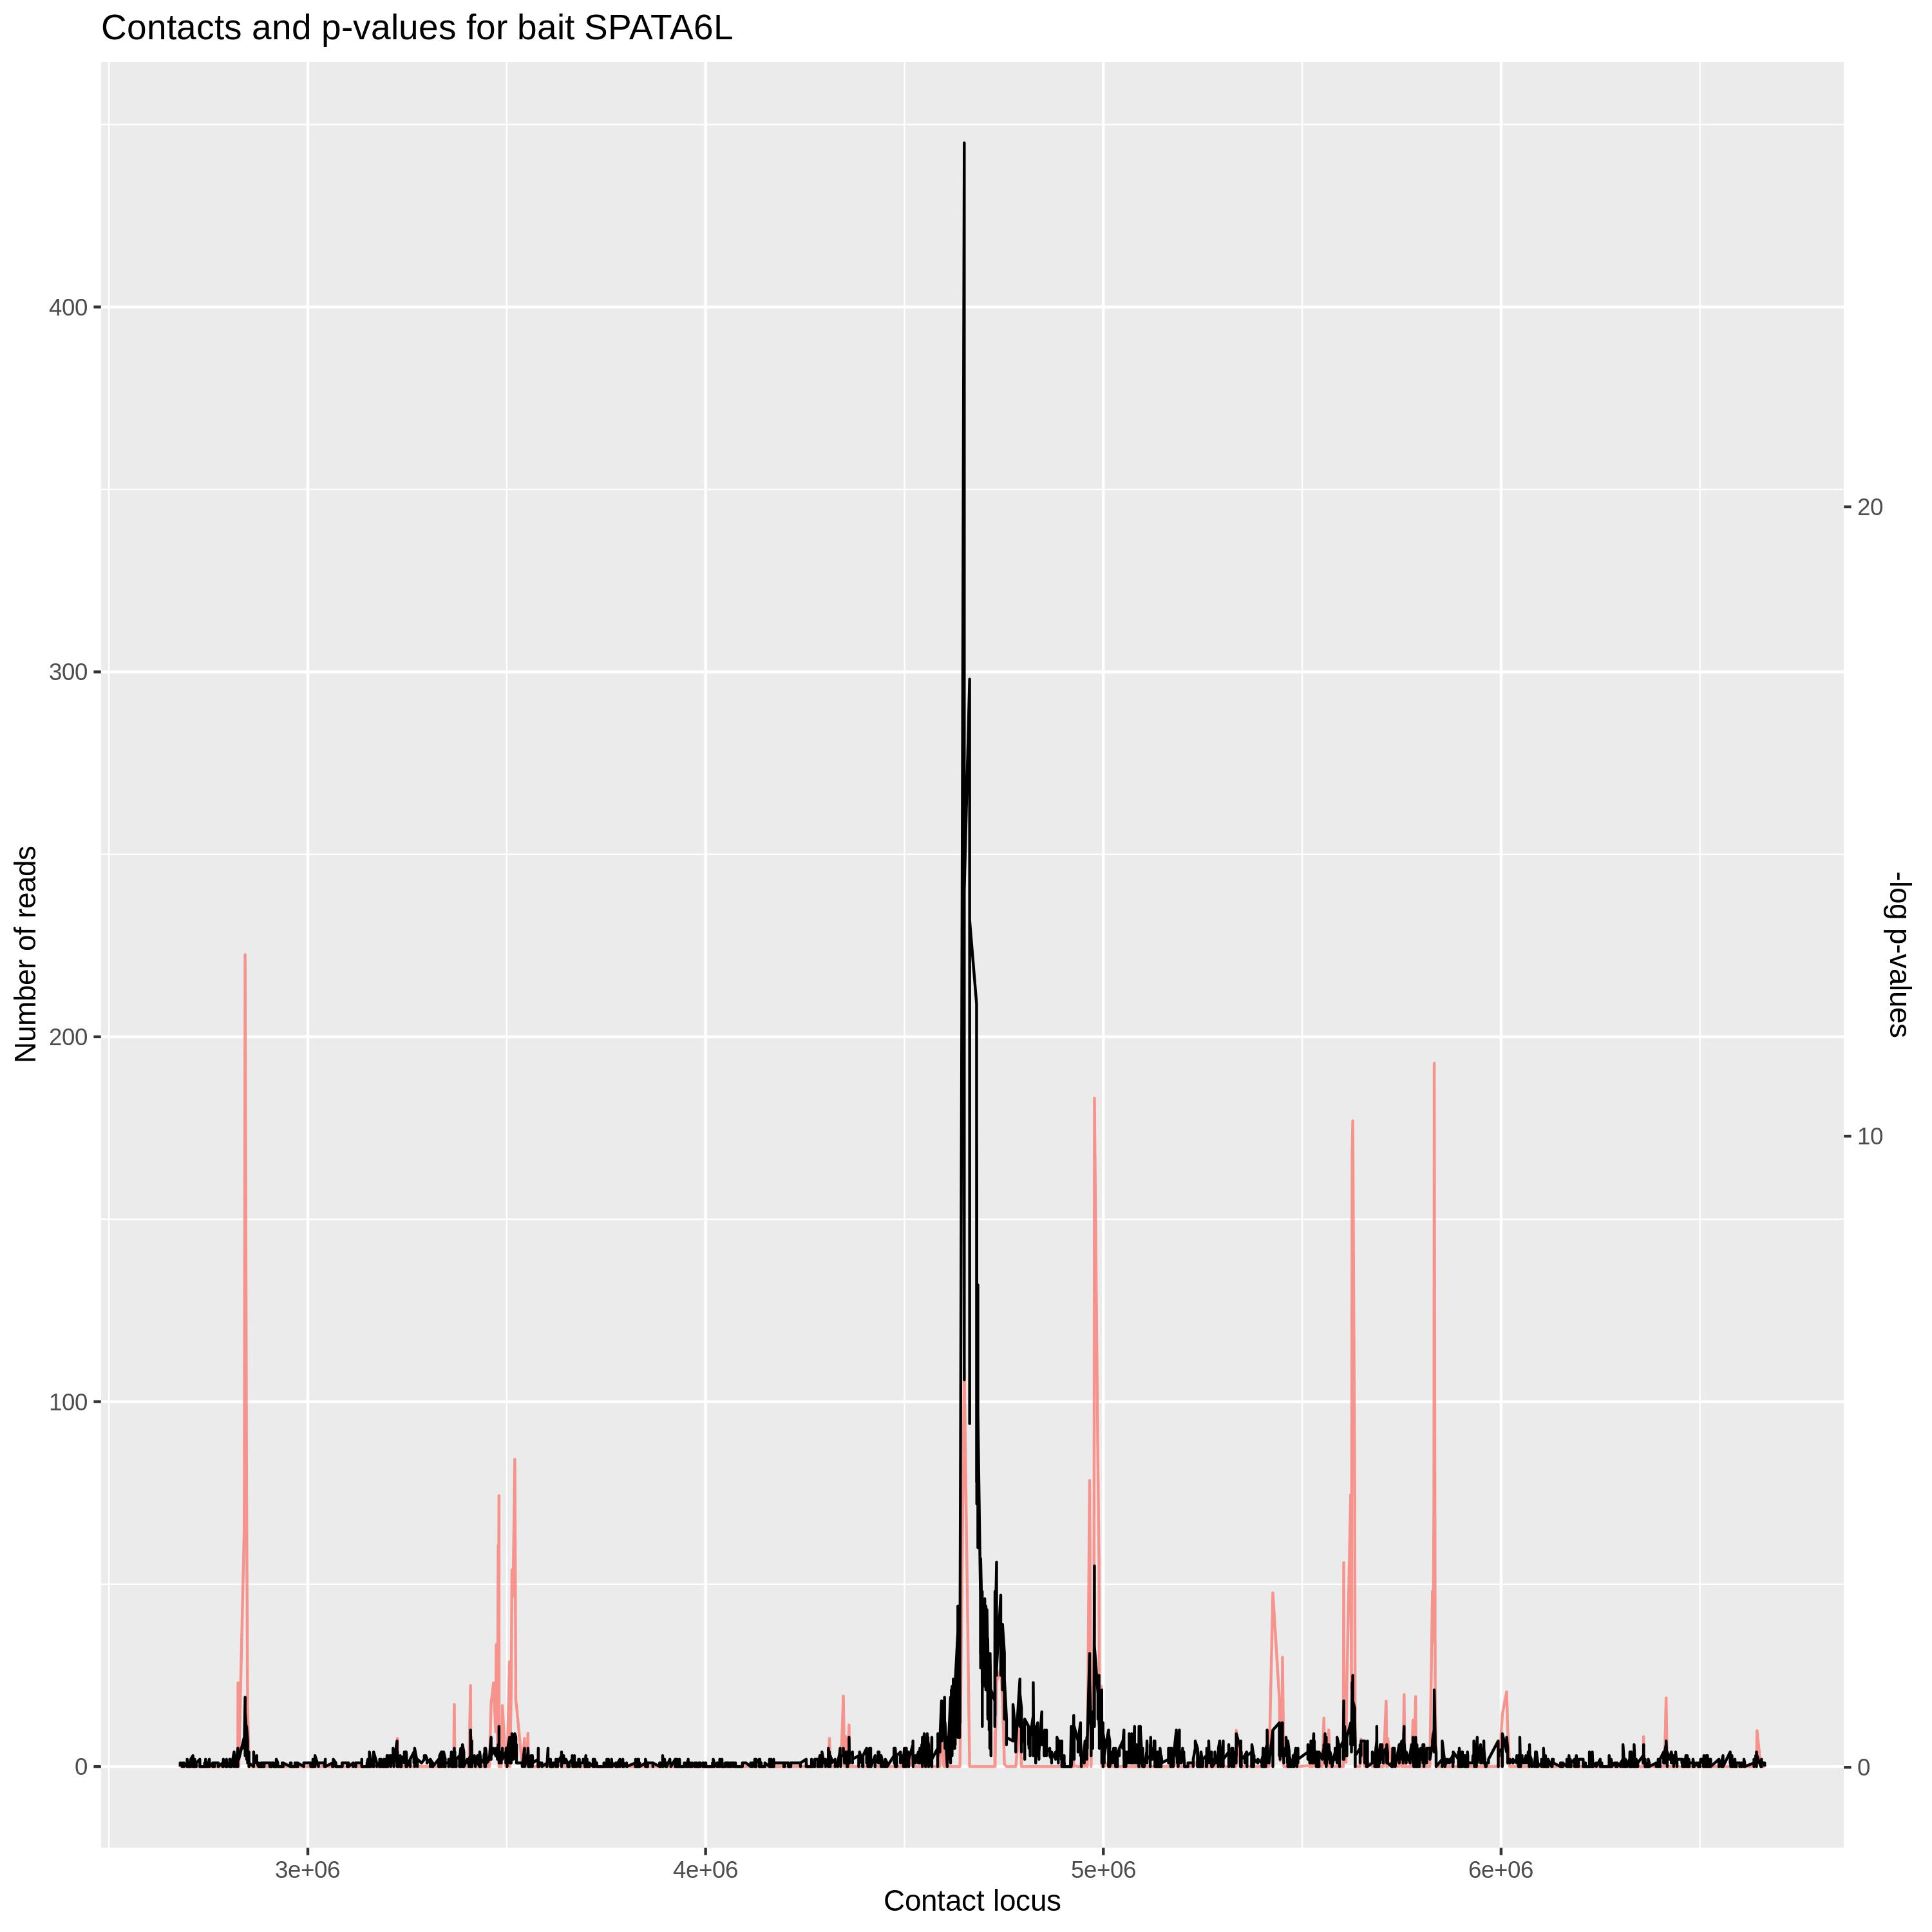 Contacts and p-values for bait SPATA6L
400
300
200
100
0
Number of reads
20
10
0
-log p-values
3e+06
4e+06
5e+06
6e+06
Contact locus